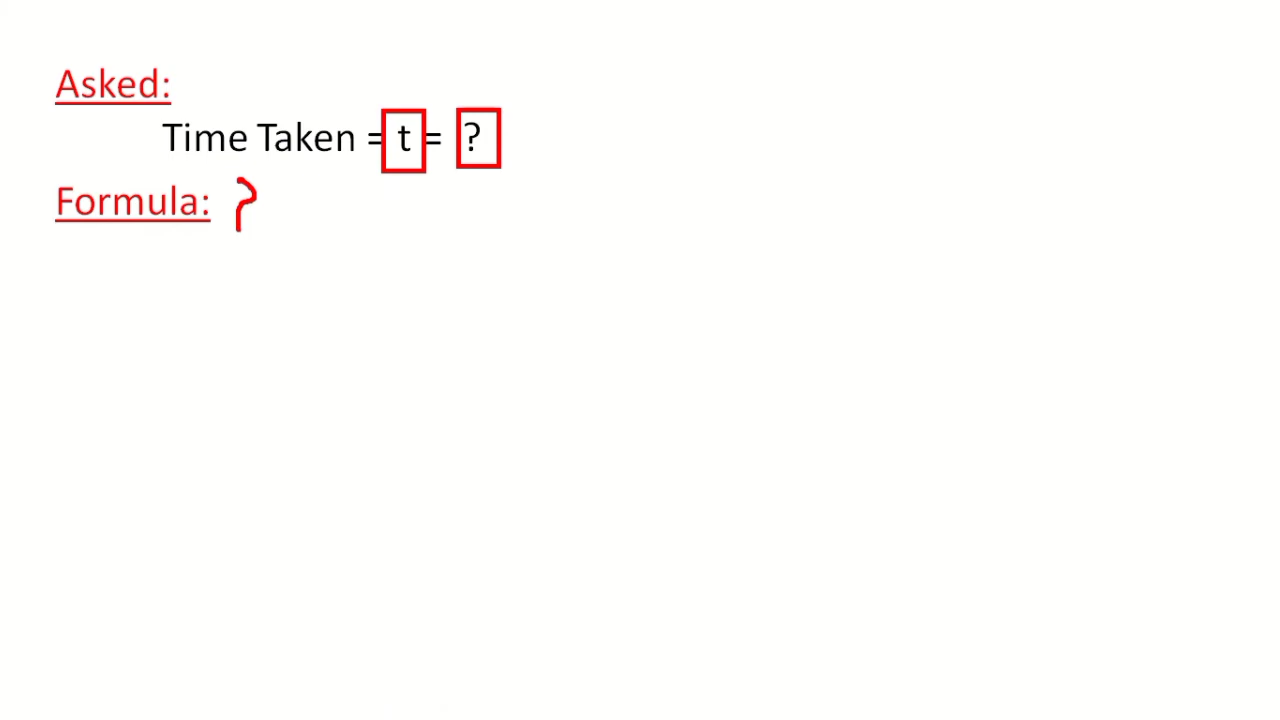 Asked:
Time Taken = t = ?
Formula: ?